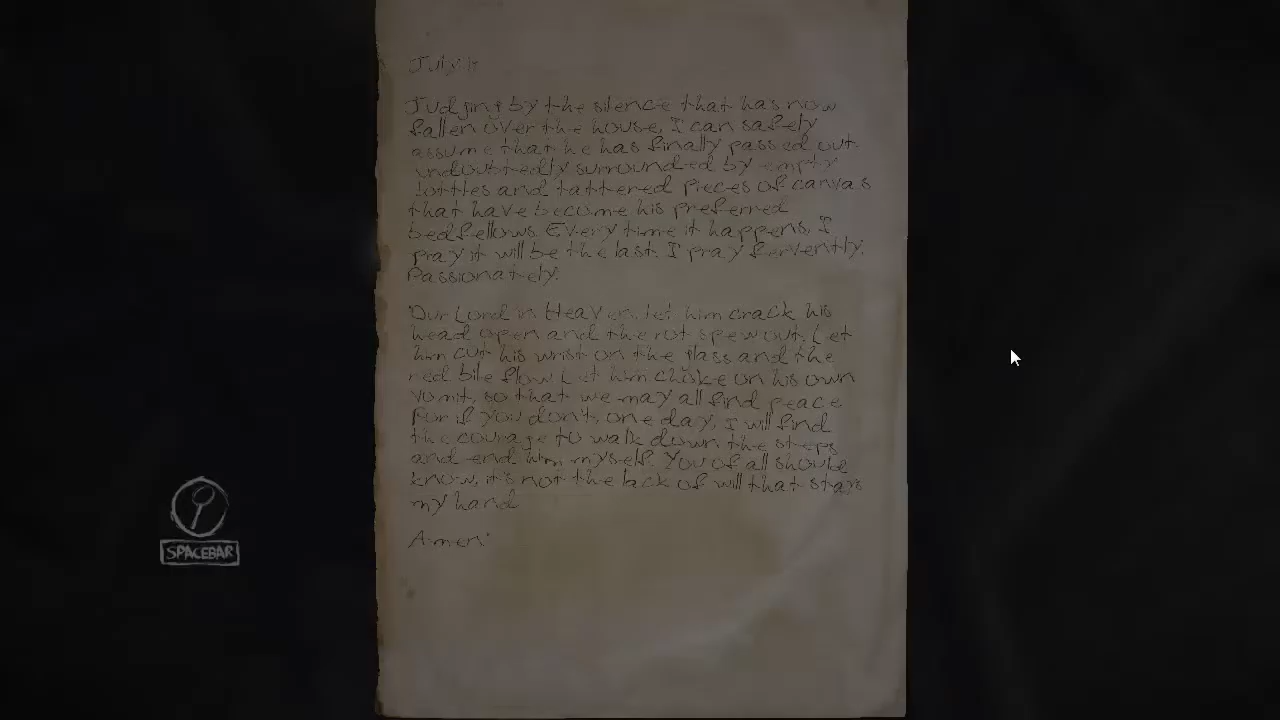 July
Judging by the silence that has now
fallen over the house, I can safely
assume that he has finally passed out.
undoubtedly surrounded by empty
bottles and tattered pieces of canvas
that have become his preferred
bedfellows. Every time it happens, I
pray it will be the last. I pray fervently.
Passionately.
Our Lord in Heaven, let him crack his
head open and the rot spew out. Let
him cut his wrist on the glass and the
red bile flow. Let him choke on his own
vomit, so that we may all find peace
For if you don't, one day, I will find
the courage to walk down the steps
and end him myself. You of all should
know, it's not the lack of will that stays
my hand
Amen.
SPACEBAR